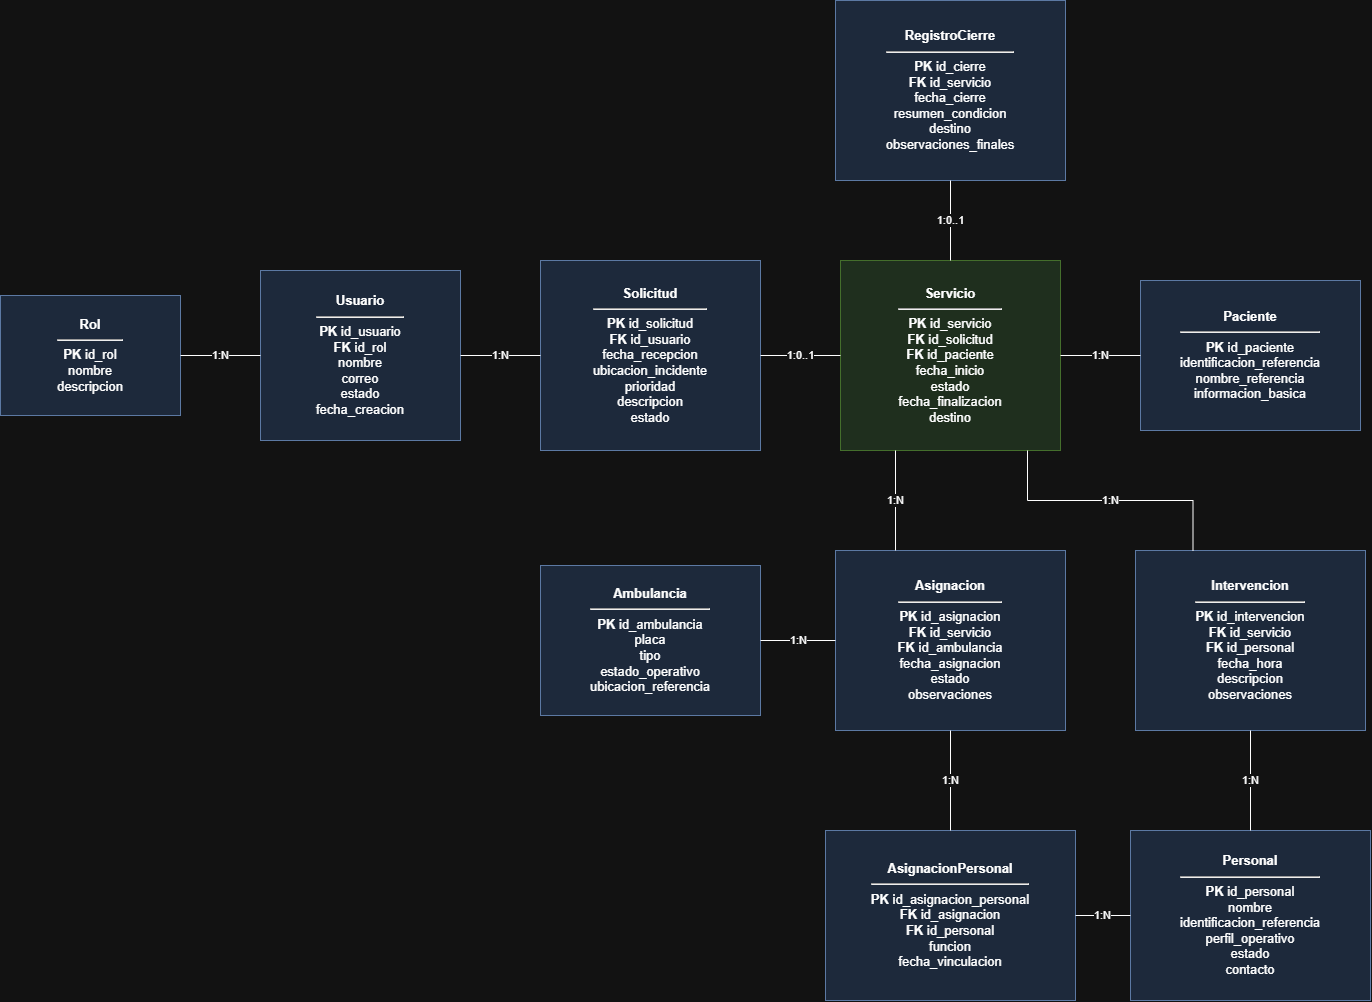 RegistroCierre
PK id_cierre
FK id_servicio
fecha_cierre
resumen_condicion
destino
observaciones_finales
1:0..1
Rol
PK id_rol
nombre
descripcion
1:N
Usuario
PK id_usuario
FK id_rol
nombre
correo
estado
fecha_creacion
1:N
Solicitud
PK id_solicitud
FK id_usuario
fecha_recepcion
ubicacion_incidente
prioridad
descripcion
estado
1:0..1
Servicio
PK id_servicio
FK id_solicitud
FK id_paciente
fecha_inicio
estado
fecha_finalizacion
destino
1:N
Paciente
PK id_paciente
identificacion_referencia
nombre_referencia
informacion_basica
1:N
1:N
Ambulancia
PK id_ambulancia
placa
tipo
estado_operativo
ubicacion_referencia
1:N
Asignacion
PK id_asignacion
FK id_servicio
FK id_ambulancia
fecha_asignacion
estado
observaciones
Intervencion
PK id_intervencion
FK id_servicio
FK id_personal
fecha_hora
descripcion
observaciones
1:N
1:N
AsignacionPersonal
PK id_asignacion_personal
FK id_asignacion
FK id_personal
funcion
fecha_vinculacion
1:N
Personal
PK id_personal
nombre
identificacion_referencia
perfil_operativo
estado
contacto